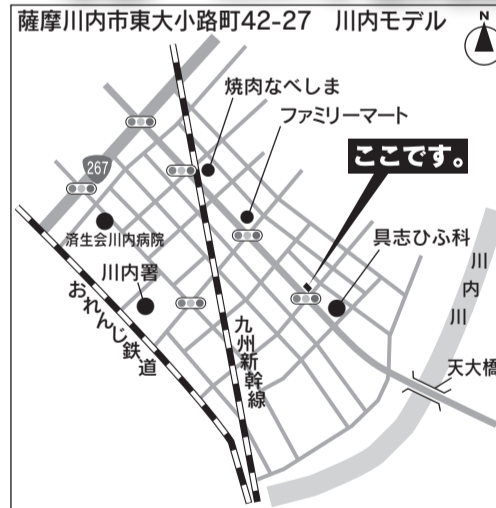 薩摩川内市東大小路町42-27 川内モデル
N
焼肉なべしま
ファミリーマート
267
ここです。
済生会川内病院
具志ひふ科
川内署
川内川
おれんじ鉄道
九州新幹線
天大橋